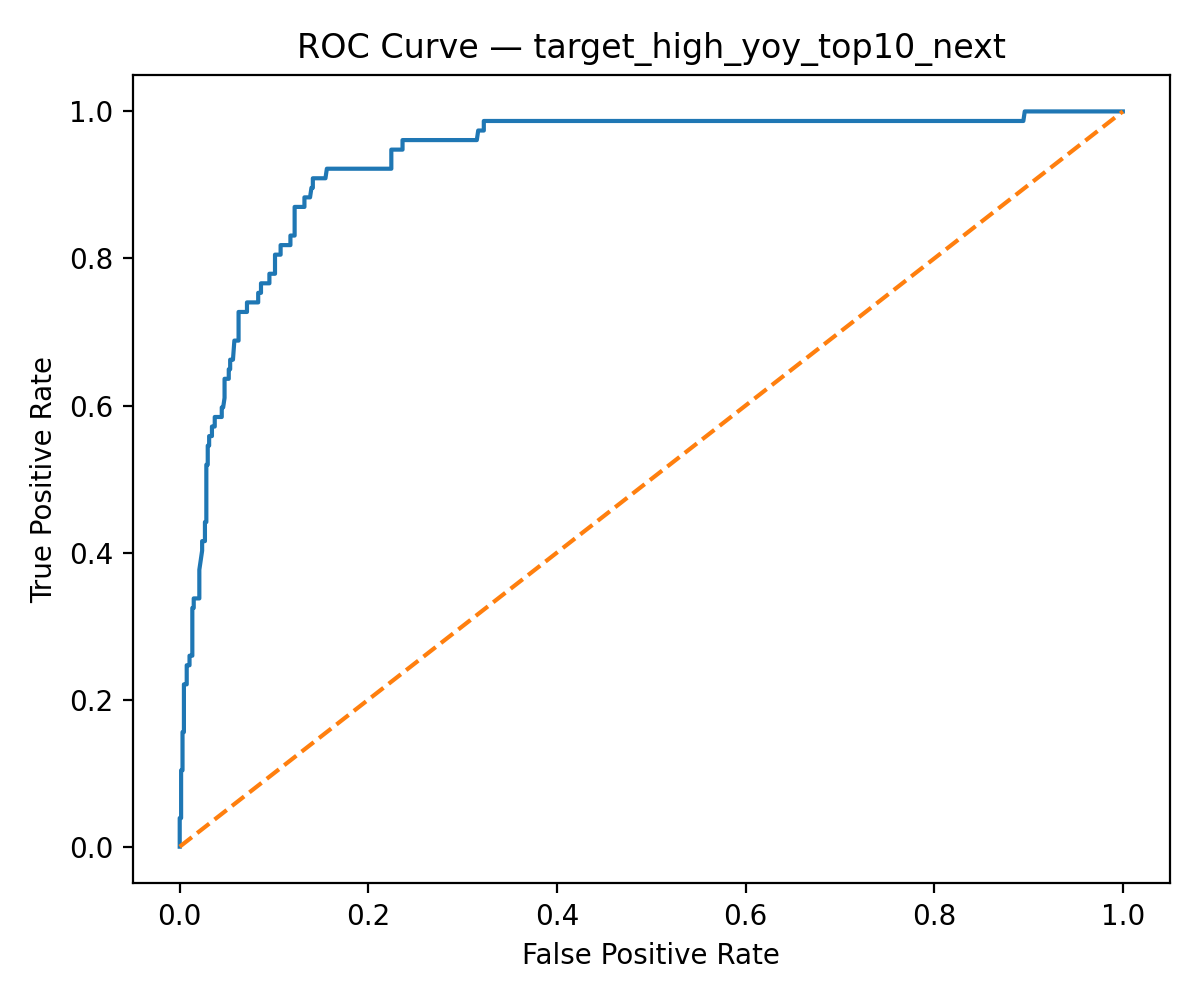 ROC Curve — target_high_yoy_top10_next
1.0
0.8
0.6
0.4
0.2
0.0
True Positive Rate
0.0 0.2 0.4 0.6 0.8 1.0
False Positive Rate